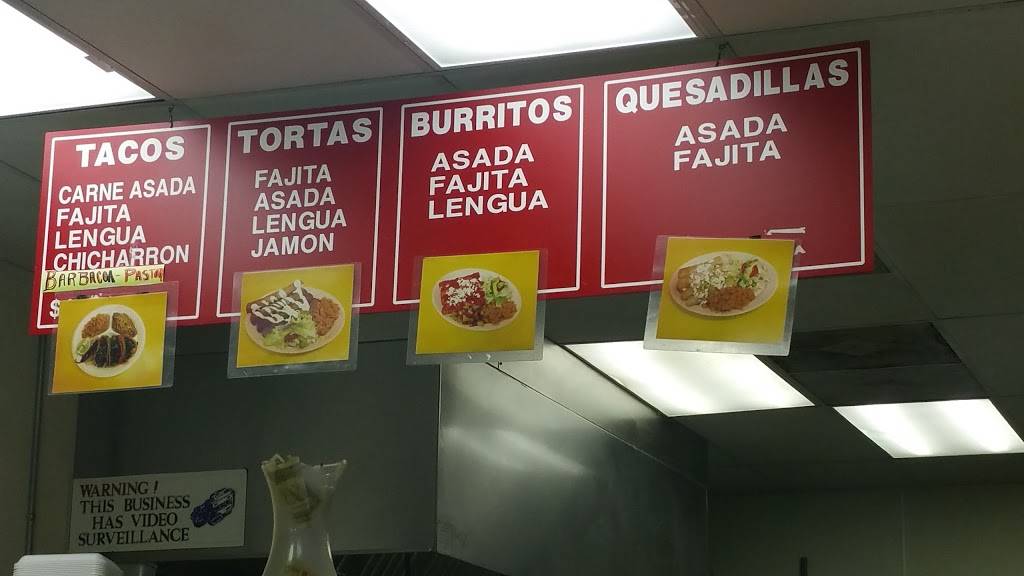 TACOS
CARNE ASADA
FAJITA
LENGUA
CHICHARRON
BARBACOA - PASTOR
$
TORTAS
FAJITA
ASADA
LENGUA
JAMON
BURRITOS
ASADA
FAJITA
LENGUA
QUESADILLAS
ASADA
FAJITA
WARNING!
THIS BUSINESS
HAS VIDEO
SURVEILLANCE